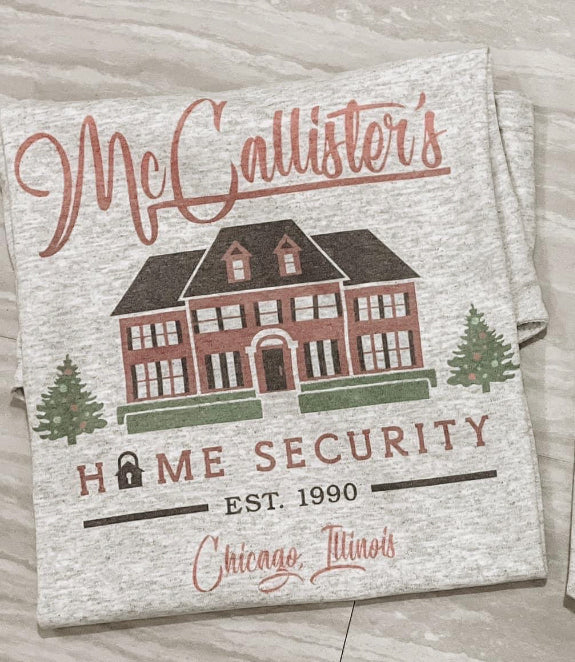 McCallister's
HOME SECURITY
EST. 1990
Chicago, Illinois